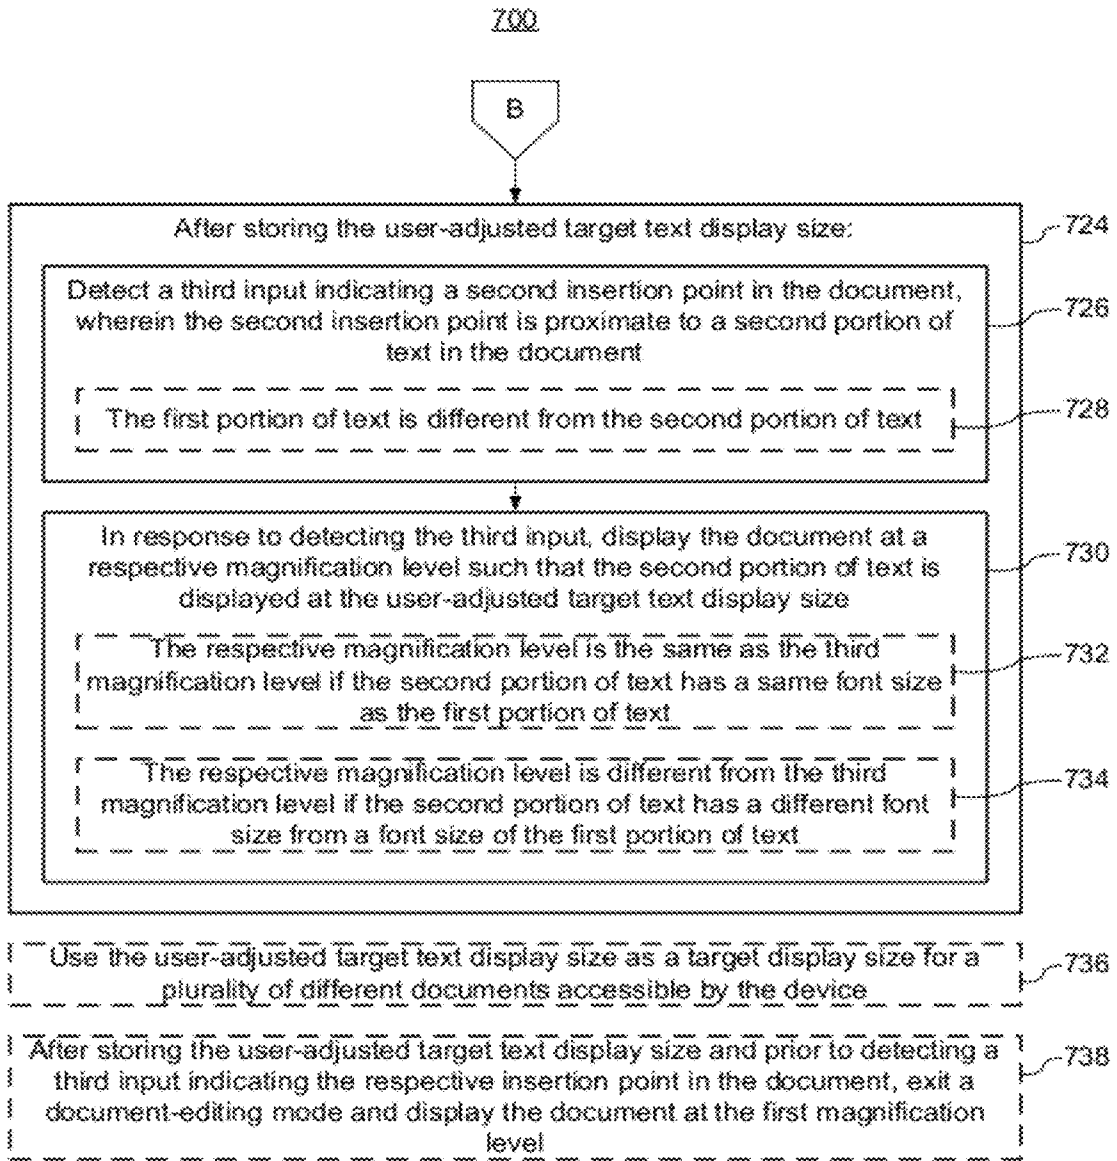 700
B
After storing the user-adjusted target text display size:
724
Detect a third input indicating a second insertion point in the document,
wherein the second insertion point is proximate to a second portion of
text in the document
726
The first portion of text is different from the second portion of text
728
In response to detecting the third input, display the document at a
respective magnification level such that the second portion of text is
displayed at the user-adjusted target text display size
730
The respective magnification level is the same as the third
magnification level if the second portion of text has a same font size
as the first portion of text
732
The respective magnification level is different from the third
magnification level if the second portion of text has a different font
size from a font size of the first portion of text
734
Use the user-adjusted target text display size as a target display size for a
plurality of different documents accessible by the device
736
After storing the user-adjusted target text display size and prior to detecting a
third input indicating the respective insertion point in the document, exit a
document-editing mode and display the document at the first magnification
level
738